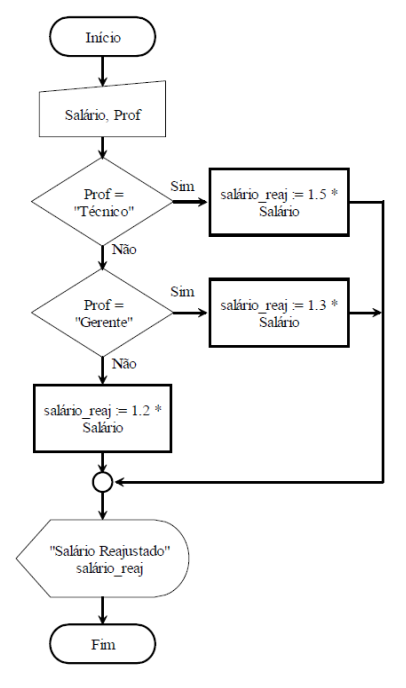 Início
Salário, Prof
Prof =
"Técnico"
Sim
salário_reaj := 1.5 *
Salário
Não
Prof =
"Gerente"
Sim
salário_reaj := 1.3 *
Salário
Não
salário_reaj := 1.2 *
Salário
"Salário Reajustado"
salário_reaj
Fim